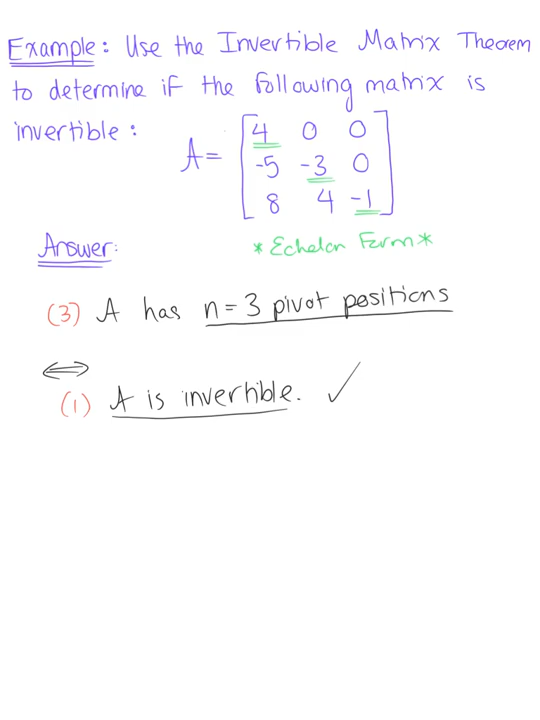 Example: Use the Invertible Matrix Theorem
to determine if the following matrix is
invertible:
A = [4 0 0
-5 -3 0
8 4 -1]
*Echelon Form*
Answer:
(3) A has n = 3 pivot positions
⟺
(1) A is invertible. ✓